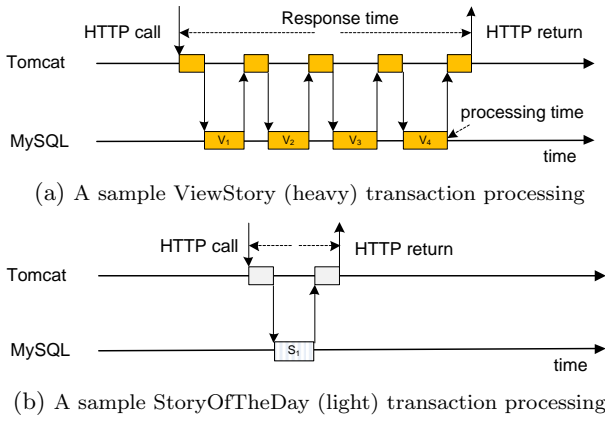 Response time
HTTP call
HTTP return
Tomcat
processing time
MySQL
V1 V2 V3 V4
time
(a) A sample ViewStory (heavy) transaction processing
HTTP call
HTTP return
Tomcat
MySQL
S1
time
(b) A sample StoryOfTheDay (light) transaction processing